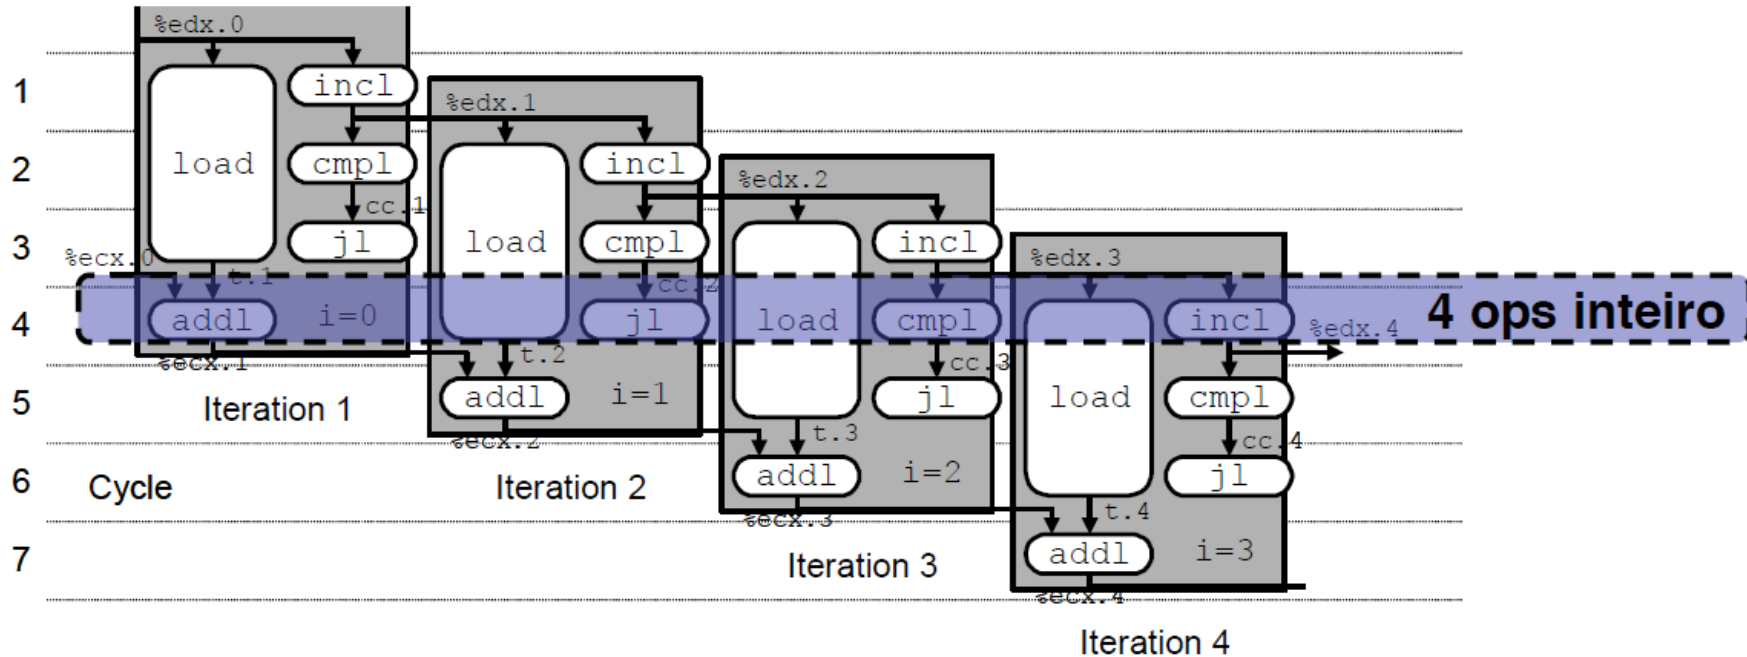 %edx.0
1 incl
%edx.1
load
2 cmpl incl
%edx.2
cc.1
3 jl load cmpl incl
%ecx.0 %edx.3
t.1 cc.2
4 addl i=0 jl load cmpl incl 4 ops inteiro
%edx.4
%ecx.1 t.2 cc.3
5 addl i=1 jl load cmpl
Iteration 1
%ecx.2 t.3 cc.4
6 addl i=2 jl
Cycle Iteration 2
%ecx.3 t.4
7 addl i=3
Iteration 3
%ecx.4
Iteration 4